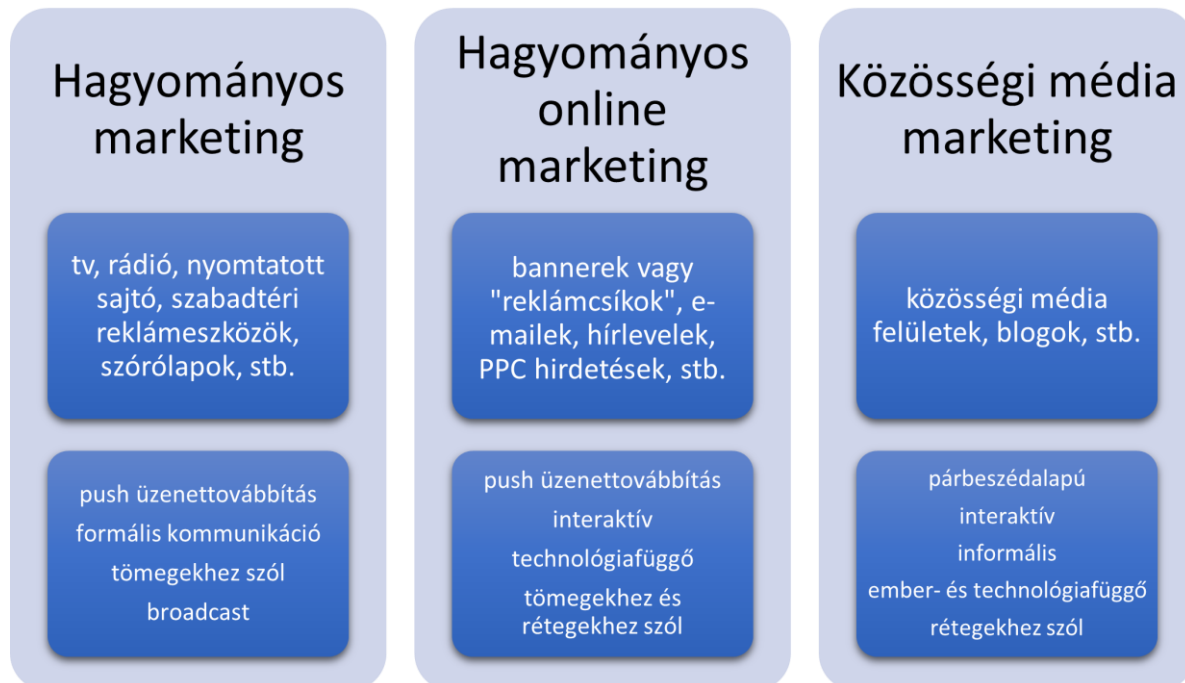 Hagyományos
marketing
tv, rádió, nyomtatott
sajtó, szabadtéri
reklámeszközök,
szórólapok, stb.
push üzenettovábbítás
formális kommunikáció
tömegekhez szól
broadcast
Hagyományos
online
marketing
bannerek vagy
"reklámcsíkok", e-
mailek, hírlevelek,
PPC hirdetések, stb.
push üzenettovábbítás
interaktív
technológiafüggő
tömegekhez és
rétegekhez szól
Közösségi média
marketing
közösségi média
felületek, blogok, stb.
párbeszédalapú
interaktív
informális
ember- és technológiafüggő
rétegekhez szól